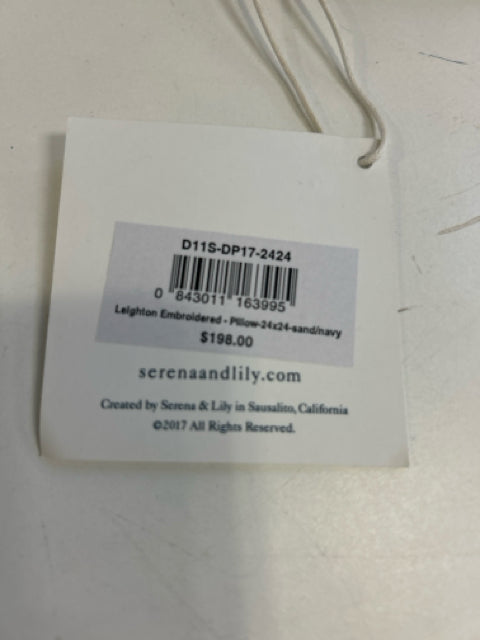 D11S-DP17-2424
0 843011 163995
Leighton Embroidered - Pillow-24x24-sand/navy
$198.00
serenaandlily.com
Created by Serena & Lily in Sausalito, California
©2017 All Rights Reserved.